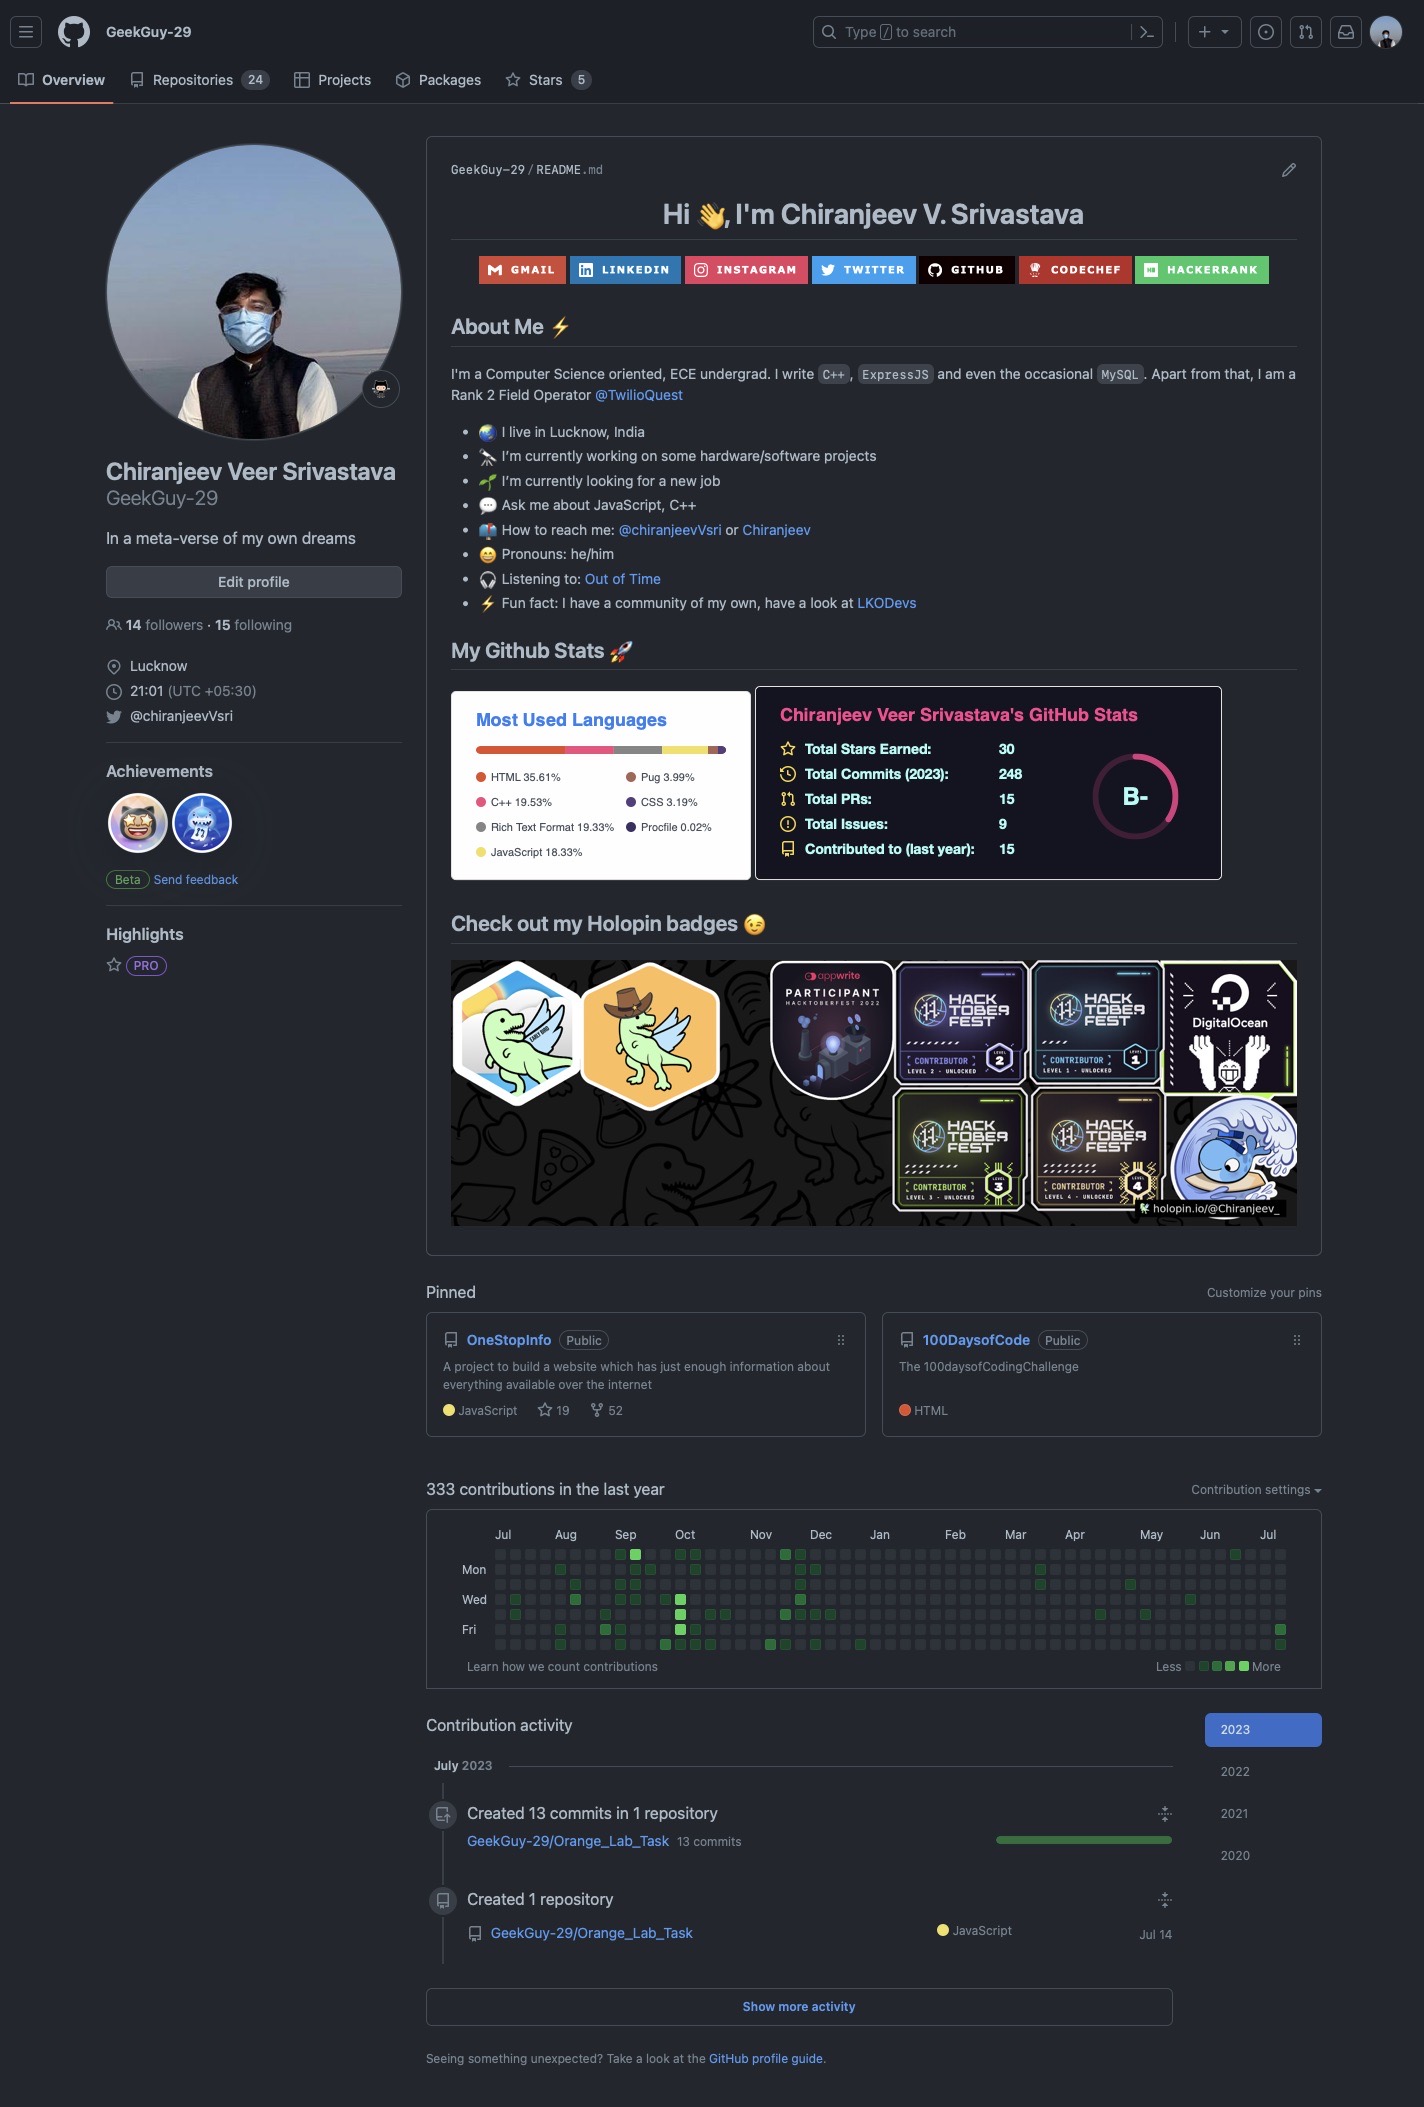 GeekGuy-29
Type / to search
Overview Repositories 24 Projects Packages Stars 5
Chiranjeev Veer Srivastava
GeekGuy-29
In a meta-verse of my own dreams
Edit profile
14 followers · 15 following
Lucknow
21:01 (UTC +05:30)
@chiranjeevVsri
Achievements
Beta Send feedback
Highlights
PRO
GeekGuy-29 / README.md
Hi 👋, I'm Chiranjeev V. Srivastava
GMAIL LINKEDIN INSTAGRAM TWITTER GITHUB CODECHEF HACKERRANK
About Me ⚡
I'm a Computer Science oriented, ECE undergrad. I write C++, ExpressJS and even the occasional MySQL. Apart from that, I am a
Rank 2 Field Operator @TwilioQuest
• 🌏 I live in Lucknow, India
• 🔭 I’m currently working on some hardware/software projects
• 🌱 I’m currently looking for a new job
• 💬 Ask me about JavaScript, C++
• 📫 How to reach me: @chiranjeevVsri or Chiranjeev
• 😄 Pronouns: he/him
• 🎧 Listening to: Out of Time
• ⚡ Fun fact: I have a community of my own, have a look at LKODevs
My Github Stats 🚀
Most Used Languages
HTML 35.61% Pug 3.99%
C++ 19.53% CSS 3.19%
Rich Text Format 19.33% Procfile 0.02%
JavaScript 18.33%
Chiranjeev Veer Srivastava's GitHub Stats
Total Stars Earned: 30
Total Commits (2023): 248
Total PRs: 15
Total Issues: 9
Contributed to (last year): 15
B-
Check out my Holopin badges 😉
EARLY BIRD
appwrite
PARTICIPANT
HACKTOBERFEST 2022
HACK
TOBER
FEST
CONTRIBUTOR
LEVEL 2 - UNLOCKED
LEVEL
2
HACK
TOBER
FEST
CONTRIBUTOR
LEVEL 1 - UNLOCKED
LEVEL
1
DigitalOcean
HACK
TOBER
FEST
CONTRIBUTOR
LEVEL 3 - UNLOCKED
LEVEL
3
HACK
TOBER
FEST
CONTRIBUTOR
LEVEL 4 - UNLOCKED
LEVEL
4
holopin.io/@Chiranjeev_
Pinned Customize your pins
OneStopInfo Public
A project to build a website which has just enough information about
everything available over the internet
JavaScript 19 52
100DaysofCode Public
The 100daysofCodingChallenge
HTML
333 contributions in the last year Contribution settings
Jul Aug Sep Oct Nov Dec Jan Feb Mar Apr May Jun Jul
Mon
Wed
Fri
Learn how we count contributions Less More
Contribution activity
2023
2022
2021
2020
July 2023
Created 13 commits in 1 repository
GeekGuy-29/Orange_Lab_Task 13 commits
Created 1 repository
GeekGuy-29/Orange_Lab_Task JavaScript Jul 14
Show more activity
Seeing something unexpected? Take a look at the GitHub profile guide.